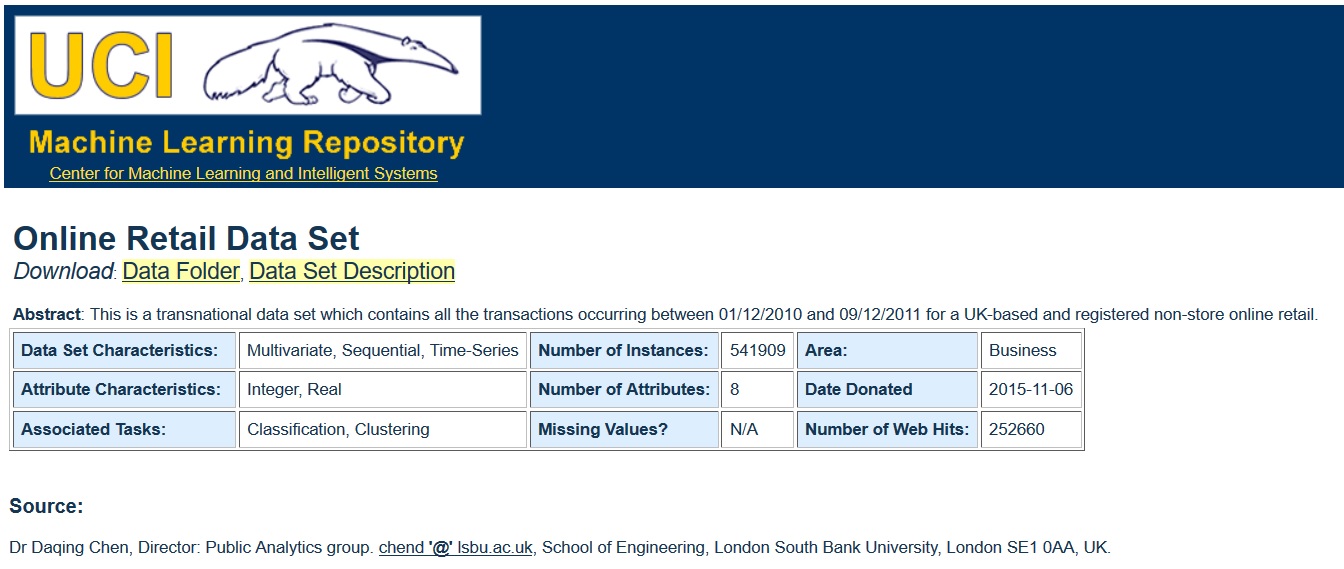 UCI
Machine Learning Repository
Center for Machine Learning and Intelligent Systems
Online Retail Data Set
Download: Data Folder, Data Set Description
Abstract: This is a transnational data set which contains all the transactions occurring between 01/12/2010 and 09/12/2011 for a UK-based and registered non-store online retail.
Data Set Characteristics: Multivariate, Sequential, Time-Series Number of Instances: 541909 Area: Business
Attribute Characteristics: Integer, Real Number of Attributes: 8 Date Donated 2015-11-06
Associated Tasks: Classification, Clustering Missing Values? N/A Number of Web Hits: 252660
Source:
Dr Daqing Chen, Director: Public Analytics group. chend '@' lsbu.ac.uk, School of Engineering, London South Bank University, London SE1 0AA, UK.